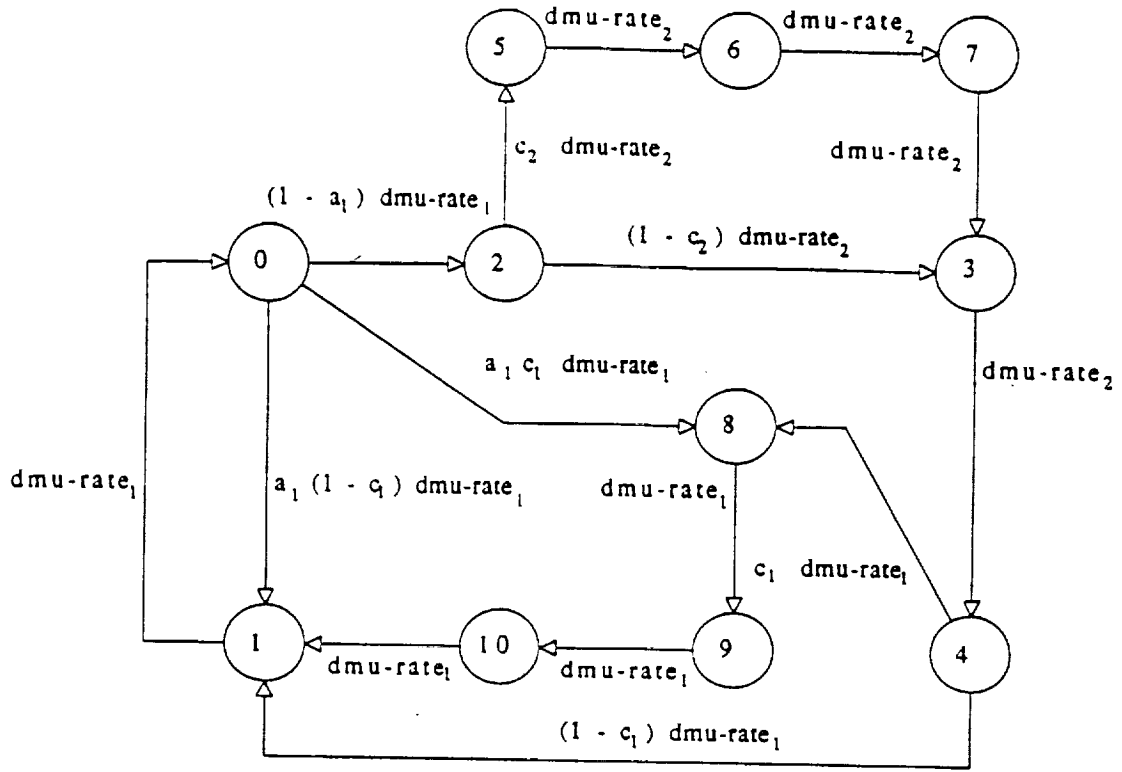 dmu-rate₂
dmu-rate₂
5
6
7
c₂ dmu-rate₂
dmu-rate₂
(1 - a₁) dmu-rate₁
(1 - c₂) dmu-rate₂
0
2
3
a₁ c₁ dmu-rate₁
dmu-rate₂
8
dmu-rate₁
a₁ (1 - c₁) dmu-rate₁
dmu-rate₁
c₁ dmu-rate₁
1
10
9
4
dmu-rate₁
dmu-rate₁
(1 - c₁) dmu-rate₁